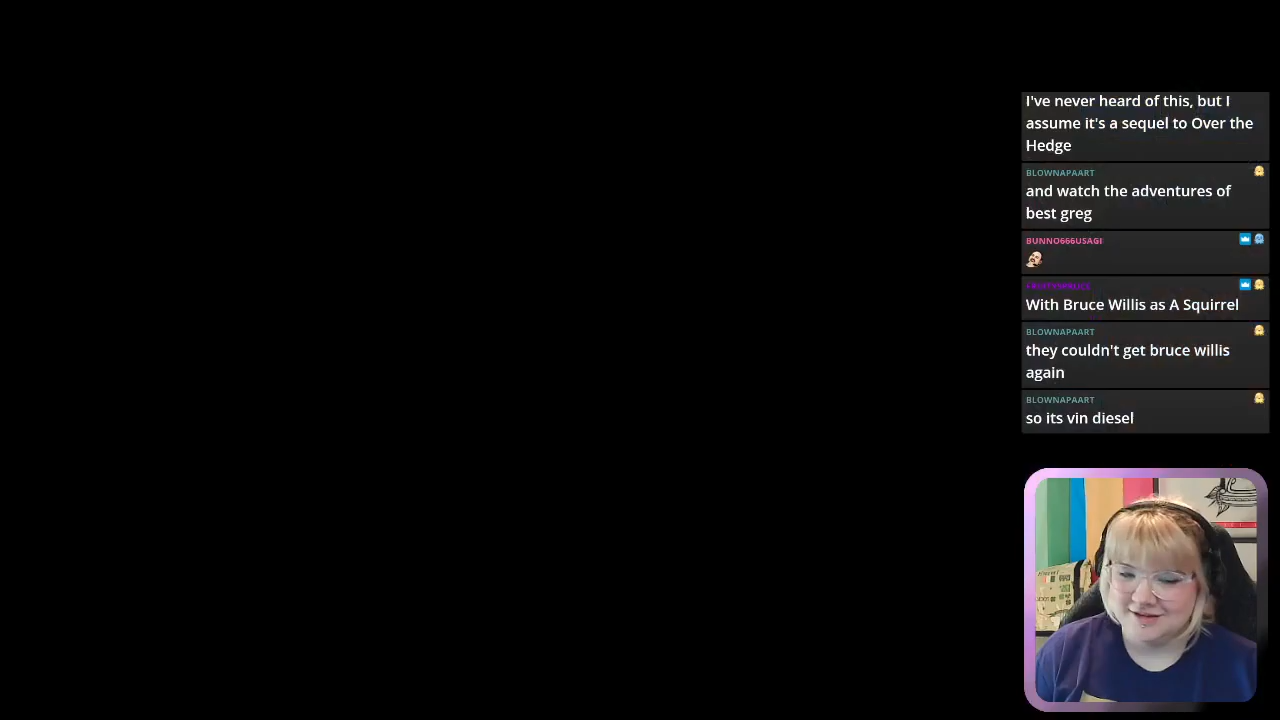 I've never heard of this, but I
assume it's a sequel to Over the
Hedge
BLOWNAPAART
and watch the adventures of
best greg
BUNNO666USAGI
With Bruce Willis as A Squirrel
BLOWNAPAART
they couldn't get bruce willis
again
BLOWNAPAART
so its vin diesel